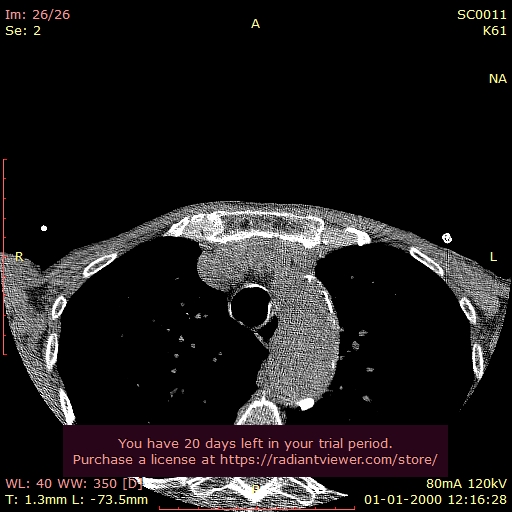 Im: 26/26
Se: 2
A
SC0011
K61
NA
R
L
You have 20 days left in your trial period.
Purchase a license at https://radiantviewer.com/store/
WL: 40 WW: 350 [D]
T: 1.3mm L: -73.5mm
80mA 120kV
01-01-2000 12:16:28